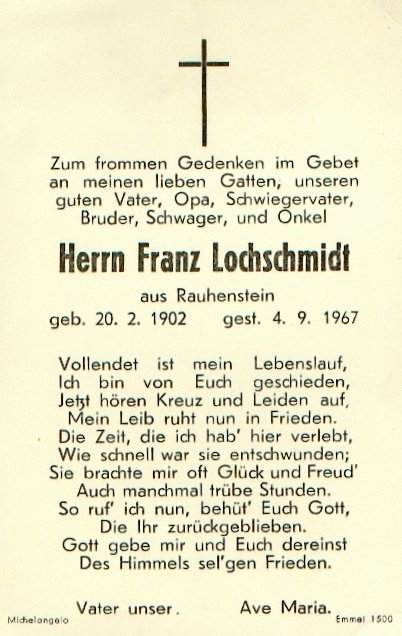 Zum frommen Gedenken im Gebet
an meinen lieben Gatten, unseren
guten Vater, Opa, Schwiegervater,
Bruder, Schwager, und Onkel
Herrn Franz Lochschmidt
aus Rauhenstein
geb. 20. 2. 1902 gest. 4. 9. 1967
Vollendet ist mein Lebenslauf,
Ich bin von Euch geschieden,
Jetzt hören Kreuz und Leiden auf,
Mein Leib ruht nun in Frieden.
Die Zeit, die ich hab' hier verlebt,
Wie schnell war sie entschwunden;
Sie brachte mir oft Glück und Freud'
Auch manchmal trübe Stunden.
So ruf' ich nun, behüt' Euch Gott,
Die Ihr zurückgeblieben.
Gott gebe mir und Euch dereinst
Des Himmels sel'gen Frieden.
Vater unser. Ave Maria.
Michelangelo Emmel 1500